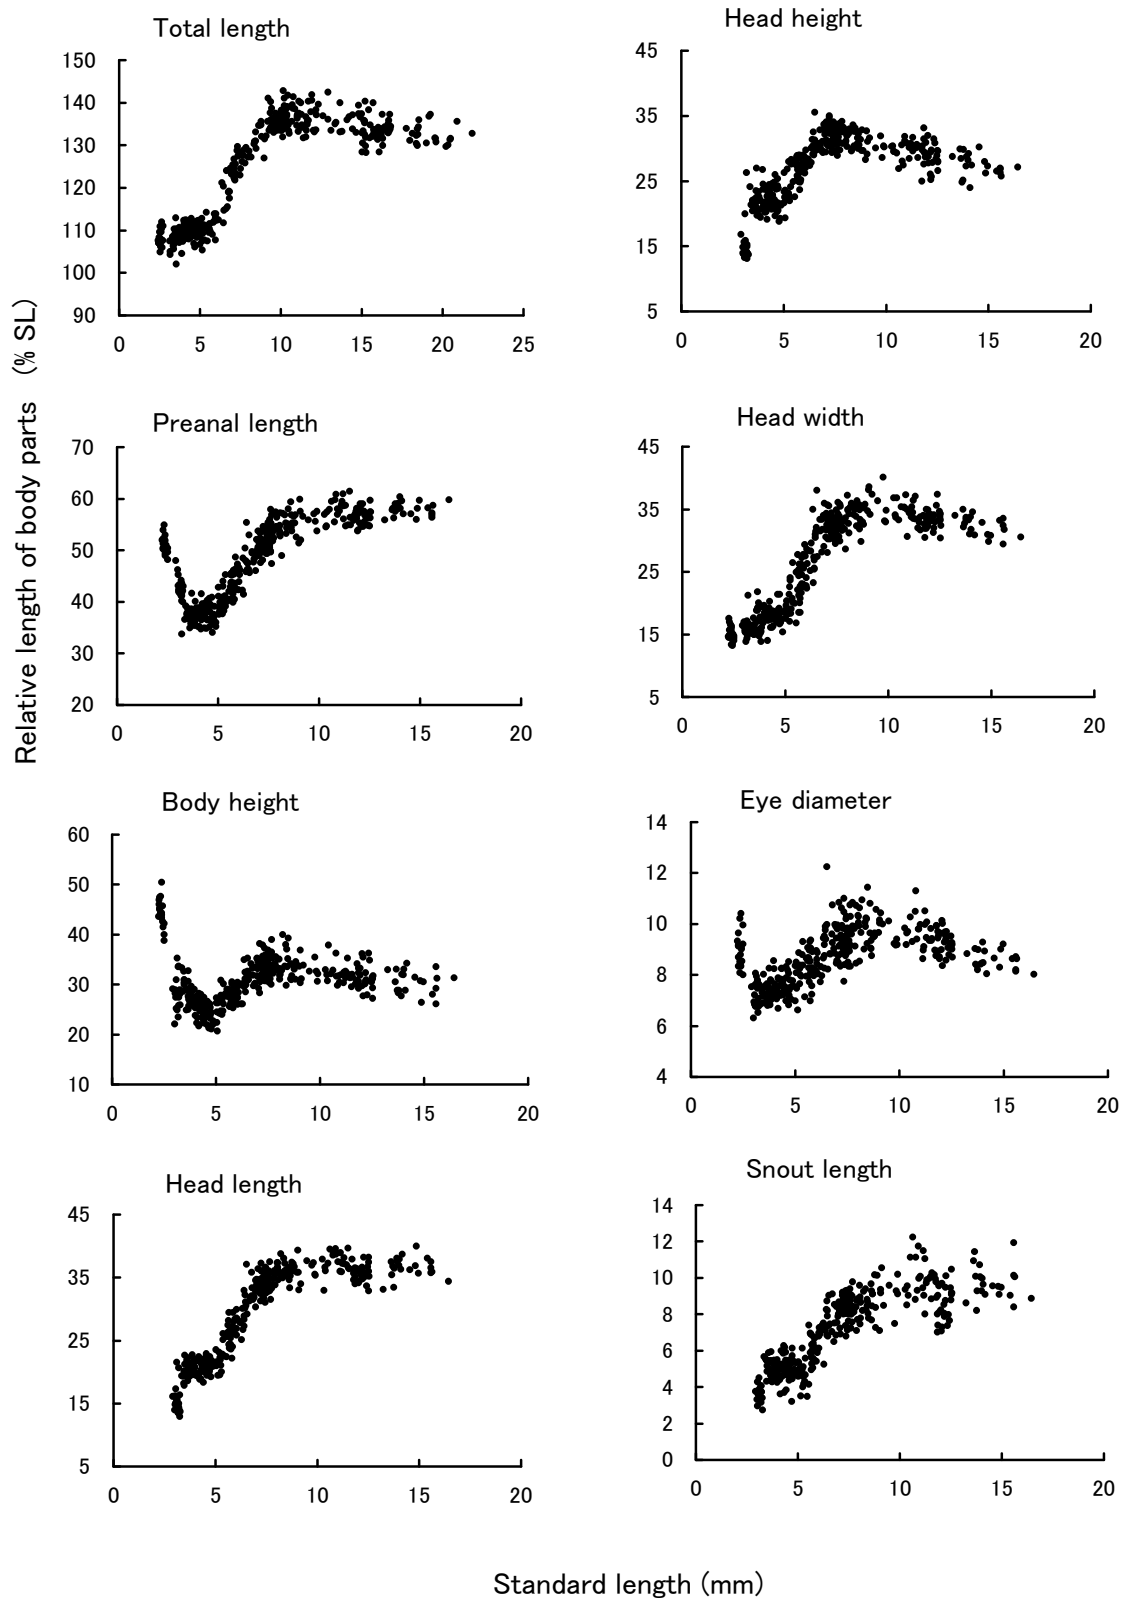 Total length
150
140
130
120
110
100
90
0 5 10 15 20 25
Head height
45
35
25
15
5
0 5 10 15 20
Relative length of body parts (% SL)
Preanal length
70
60
50
40
30
20
0 5 10 15 20
Head width
45
35
25
15
5
0 5 10 15 20
Body height
60
50
40
30
20
10
0 5 10 15 20
Eye diameter
14
12
10
8
6
4
0 5 10 15 20
Head length
45
35
25
15
5
0 5 10 15 20
Snout length
14
12
10
8
6
4
2
0
0 5 10 15 20
Standard length (mm)